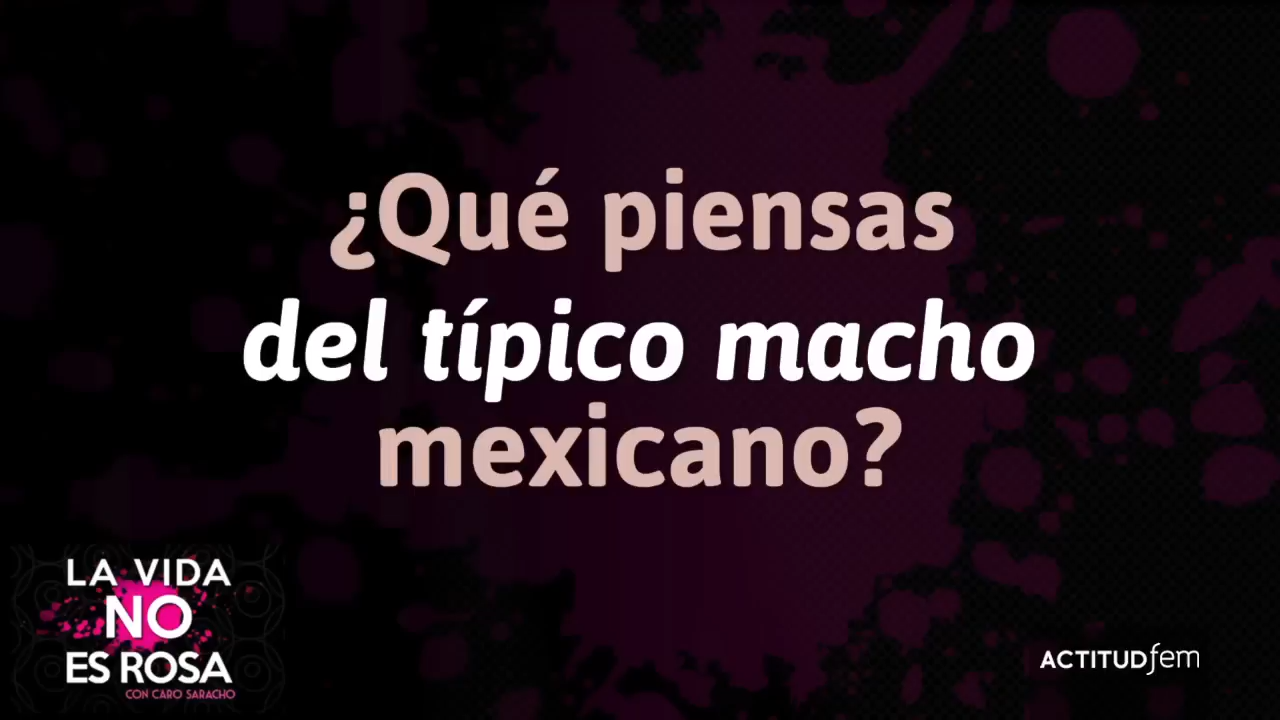 ¿Qué piensas
del típico macho
mexicano?
LA VIDA
NO
ES ROSA
CON CARO SARACHO
ACTITUDfem